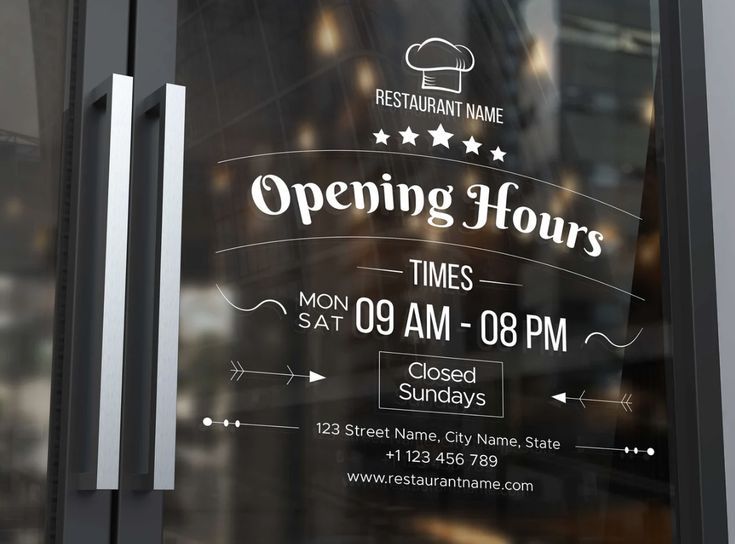 RESTAURANT NAME
Opening Hours
TIMES
MON
SAT
09 AM - 08 PM
Closed
Sundays
123 Street Name, City Name, State
+1 123 456 789
www.restaurantname.com